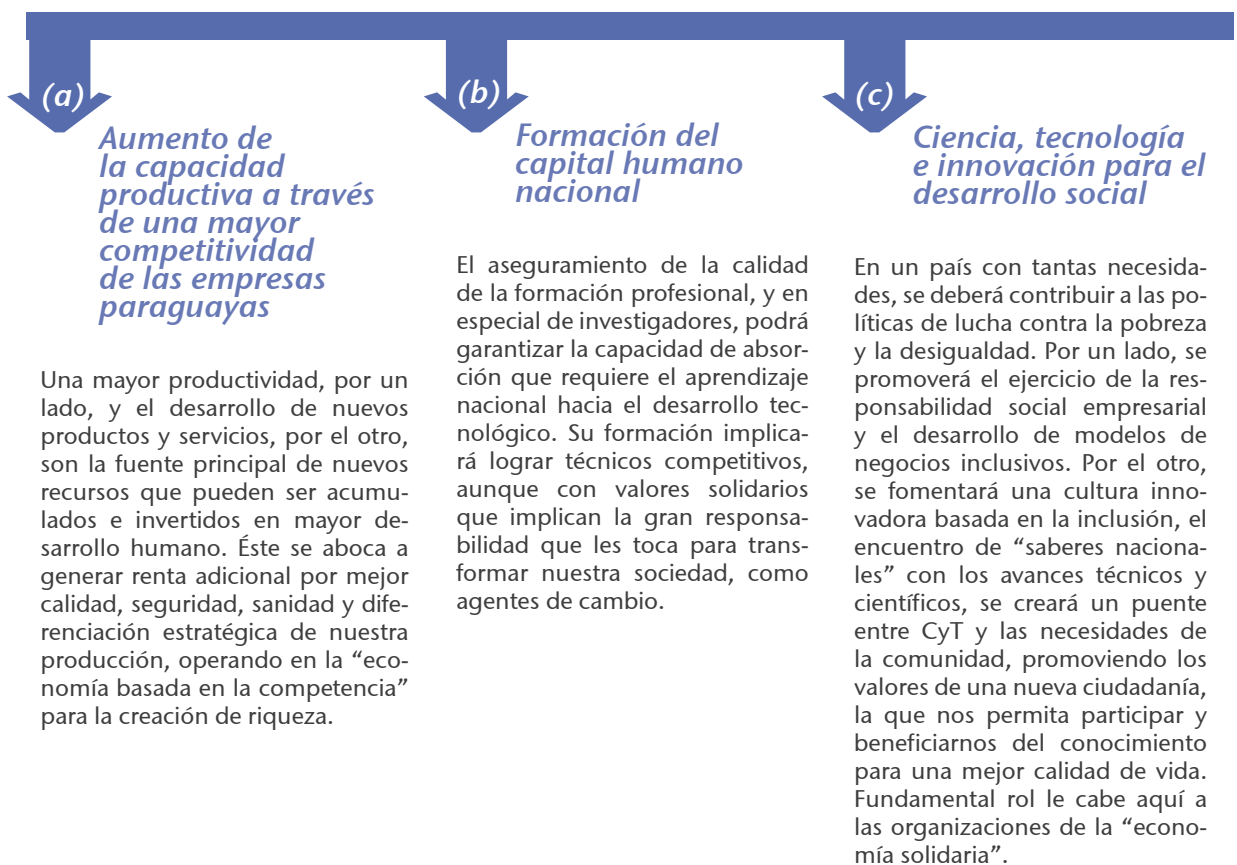 (a)
Aumento de
la capacidad
productiva a través
de una mayor
competitividad
de las empresas
paraguayas
Una mayor productividad, por un
lado, y el desarrollo de nuevos
productos y servicios, por el otro,
son la fuente principal de nuevos
recursos que pueden ser acumu-
lados e invertidos en mayor de-
sarrollo humano. Éste se aboca a
generar renta adicional por mejor
calidad, seguridad, sanidad y dife-
renciación estratégica de nuestra
producción, operando en la “eco-
nomía basada en la competencia”
para la creación de riqueza.
(b)
Formación del
capital humano
nacional
El aseguramiento de la calidad
de la formación profesional, y en
especial de investigadores, podrá
garantizar la capacidad de absor-
ción que requiere el aprendizaje
nacional hacia el desarrollo tec-
nológico. Su formación implica-
rá lograr técnicos competitivos,
aunque con valores solidarios
que implican la gran responsa-
bilidad que les toca para trans-
formar nuestra sociedad, como
agentes de cambio.
(c)
Ciencia, tecnología
e innovación para el
desarrollo social
En un país con tantas necesida-
des, se deberá contribuir a las po-
líticas de lucha contra la pobreza
y la desigualdad. Por un lado, se
promoverá el ejercicio de la res-
ponsabilidad social empresarial
y el desarrollo de modelos de
negocios inclusivos. Por el otro,
se fomentará una cultura inno-
vadora basada en la inclusión, el
encuentro de “saberes naciona-
les” con los avances técnicos y
científicos, se creará un puente
entre CyT y las necesidades de
la comunidad, promoviendo los
valores de una nueva ciudadanía,
la que nos permita participar y
beneficiarnos del conocimiento
para una mejor calidad de vida.
Fundamental rol le cabe aquí a
las organizaciones de la “econo-
mía solidaria”.